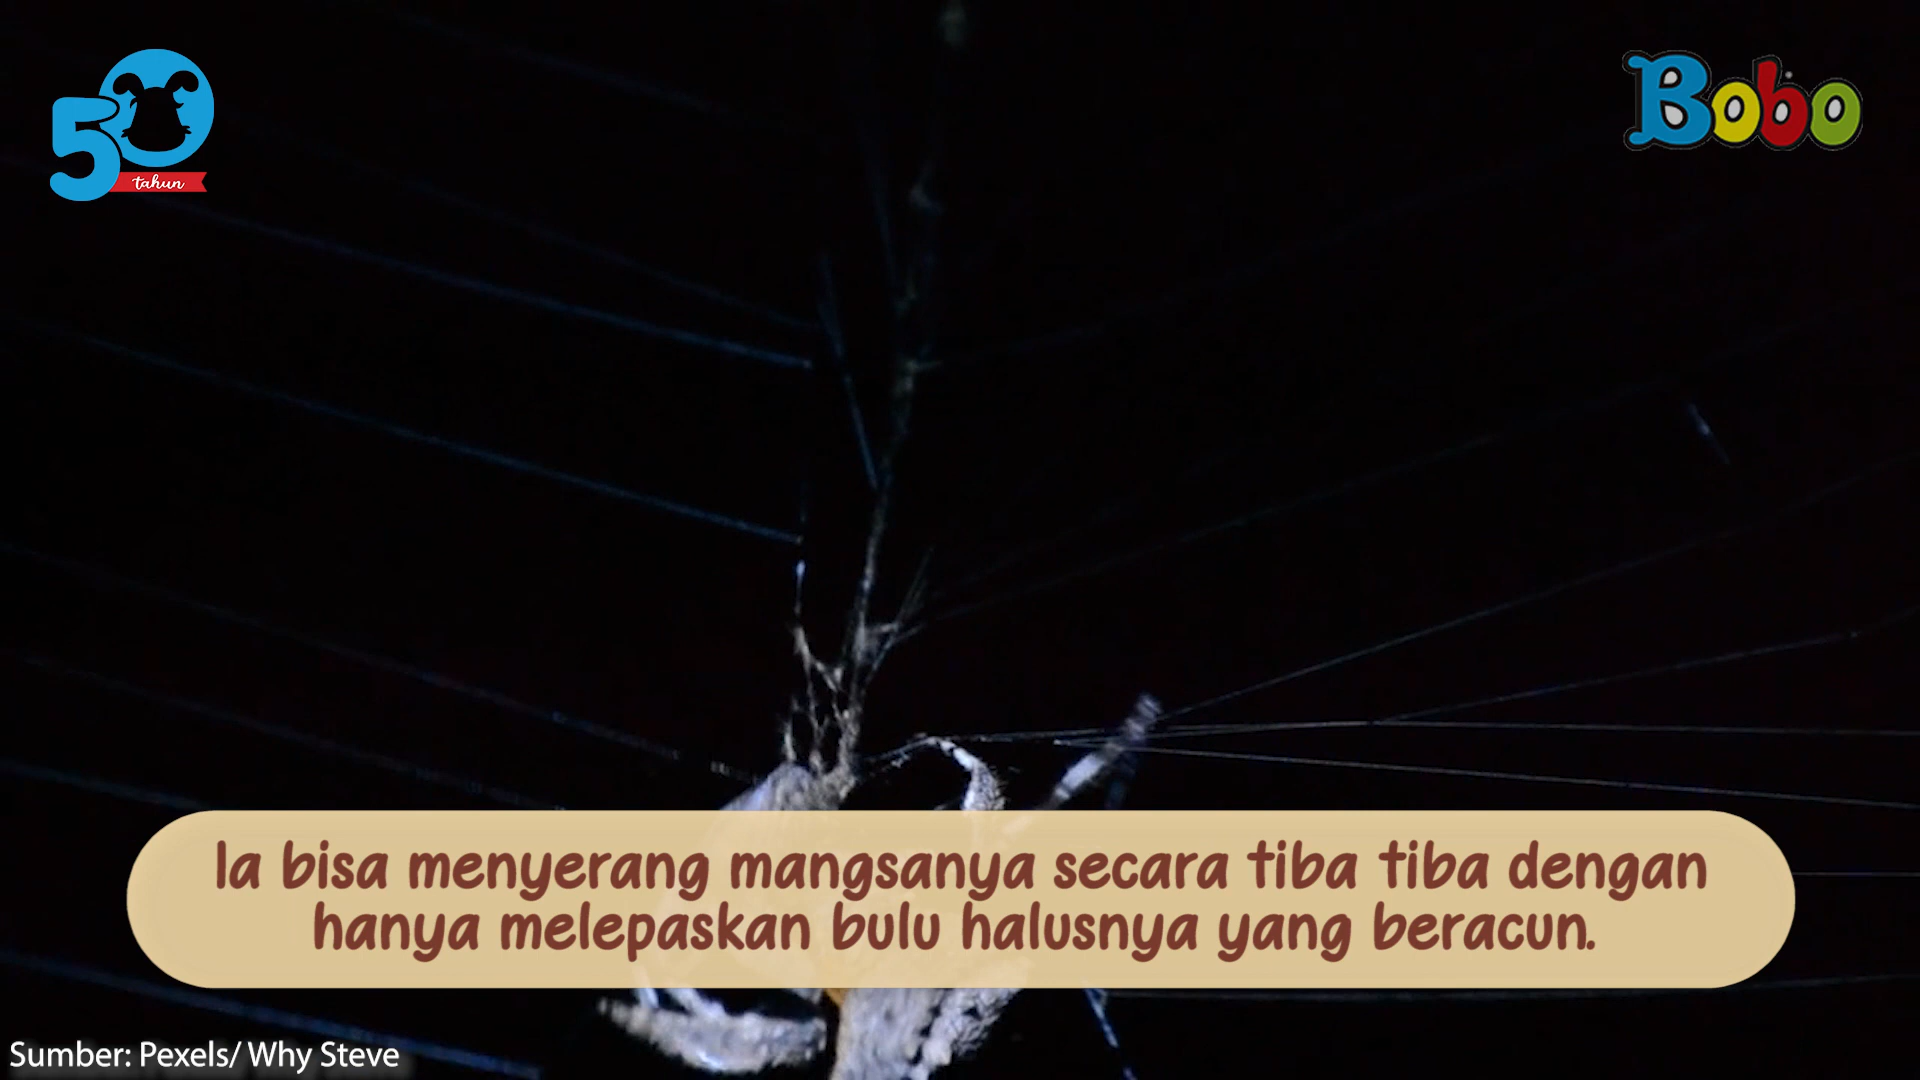 50
tahun
Bobo
Ia bisa menyerang mangsanya secara tiba tiba dengan
hanya melepaskan bulu halusnya yang beracun.
Sumber: Pexels/ Why Steve